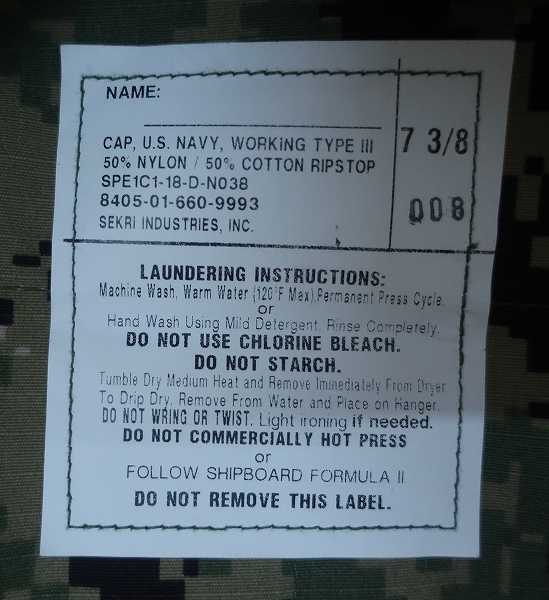 NAME:
CAP, U.S. NAVY, WORKING TYPE III
50% NYLON / 50% COTTON RIPSTOP
SPE1C1-18-D-N038
8405-01-660-9993
SEKRI INDUSTRIES, INC.
7 3/8
008
LAUNDERING INSTRUCTIONS:
Machine Wash, Warm Water (120°F Max).Permanent Press Cycle.
or
Hand Wash Using Mild Detergent. Rinse Completely.
DO NOT USE CHLORINE BLEACH.
DO NOT STARCH.
Tumble Dry Medium Heat and Remove Immediately From Dryer
To Drip Dry, Remove From Water and Place on Hanger.
DO NOT WRING OR TWIST. Light ironing if needed.
DO NOT COMMERCIALLY HOT PRESS
or
FOLLOW SHIPBOARD FORMULA II
DO NOT REMOVE THIS LABEL.